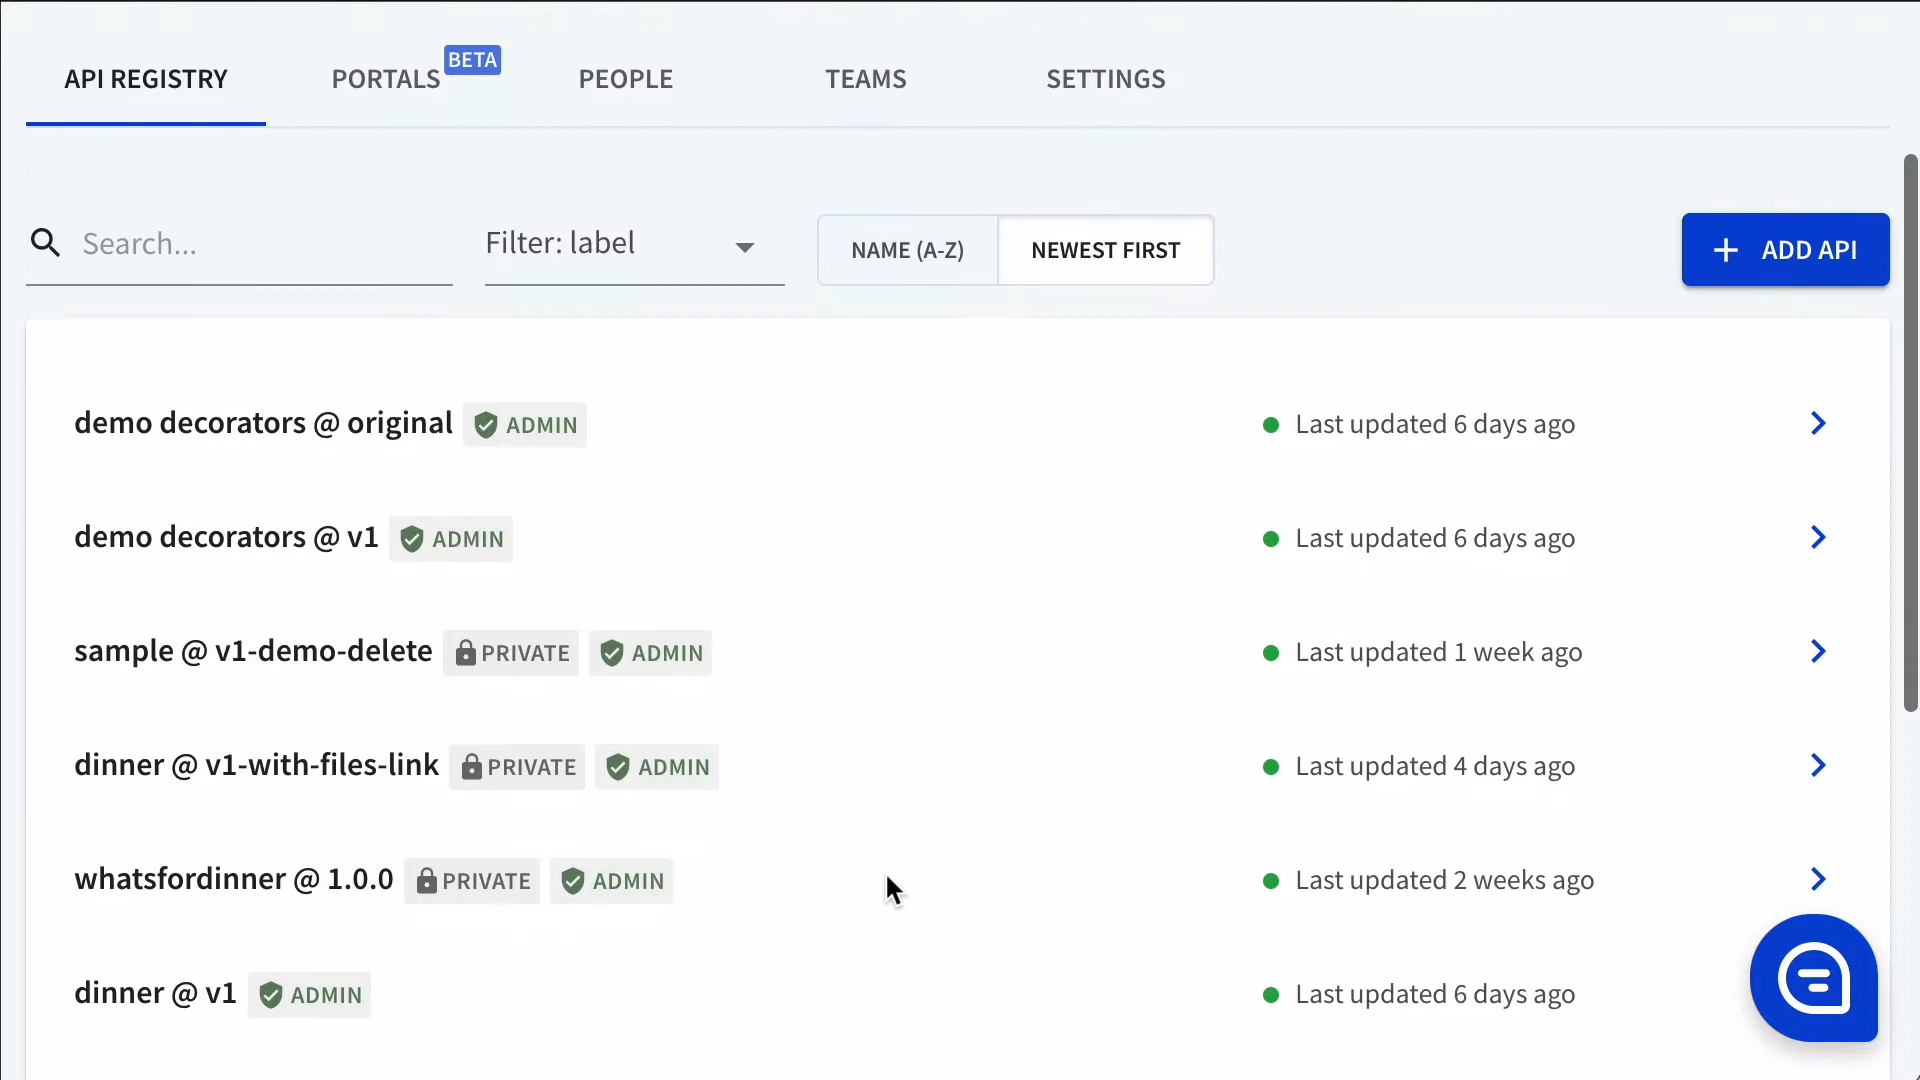 API REGISTRY
PORTALS BETA
PEOPLE
TEAMS
SETTINGS
Search...
Filter: label
NAME (A-Z)
NEWEST FIRST
+ ADD API
demo decorators @ original ADMIN Last updated 6 days ago
demo decorators @ v1 ADMIN Last updated 6 days ago
sample @ v1-demo-delete PRIVATE ADMIN Last updated 1 week ago
dinner @ v1-with-files-link PRIVATE ADMIN Last updated 4 days ago
whatsfordinner @ 1.0.0 PRIVATE ADMIN Last updated 2 weeks ago
dinner @ v1 ADMIN Last updated 6 days ago